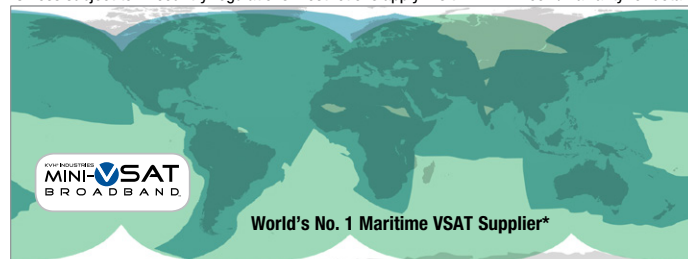 KVH INDUSTRIES
MINI-VSAT
BROADBAND
World's No. 1 Maritime VSAT Supplier*